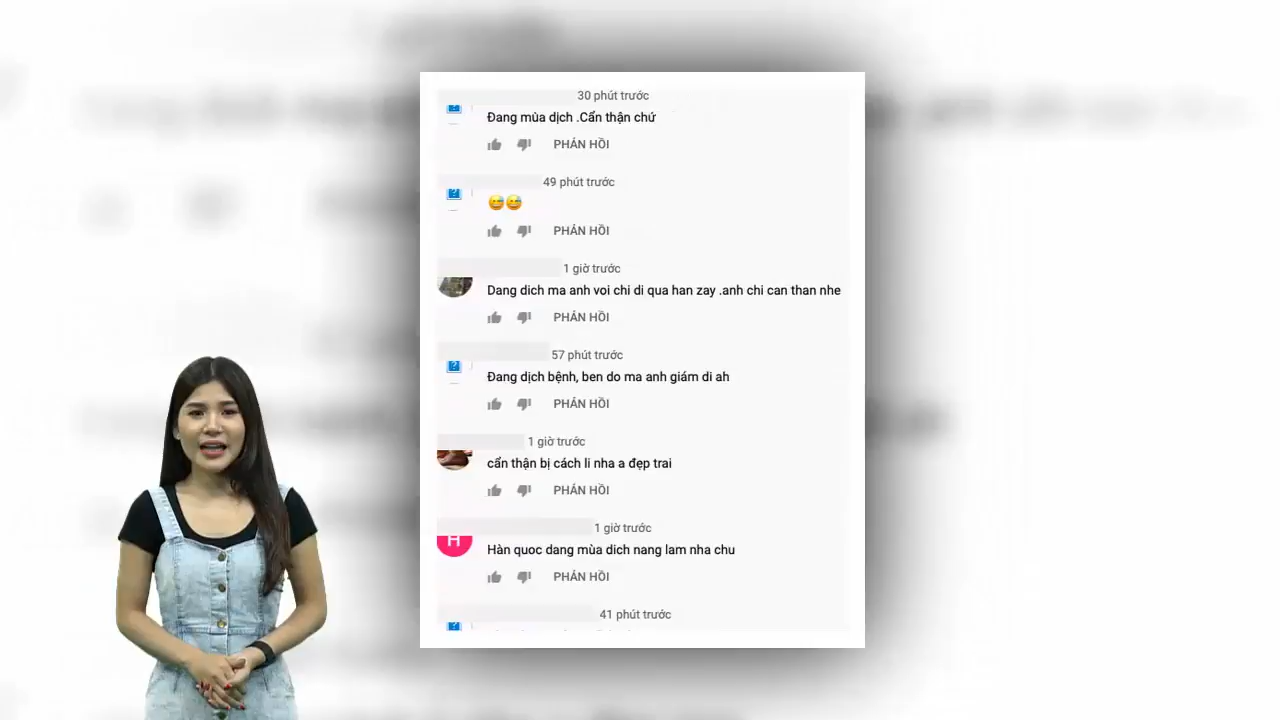 30 phút trước
Đang mùa dịch .Cẩn thận chứ
PHẢN HỒI
49 phút trước
😅😅
PHẢN HỒI
1 giờ trước
Dang dich ma anh voi chi di qua han zay .anh chi can than nhe
PHẢN HỒI
57 phút trước
Đang dịch bệnh, ben do ma anh giám di ah
PHẢN HỒI
1 giờ trước
cẩn thận bị cách li nha a đẹp trai
PHẢN HỒI
H 1 giờ trước
Hàn quoc dang mùa dich nang lam nha chu
PHẢN HỒI
41 phút trước